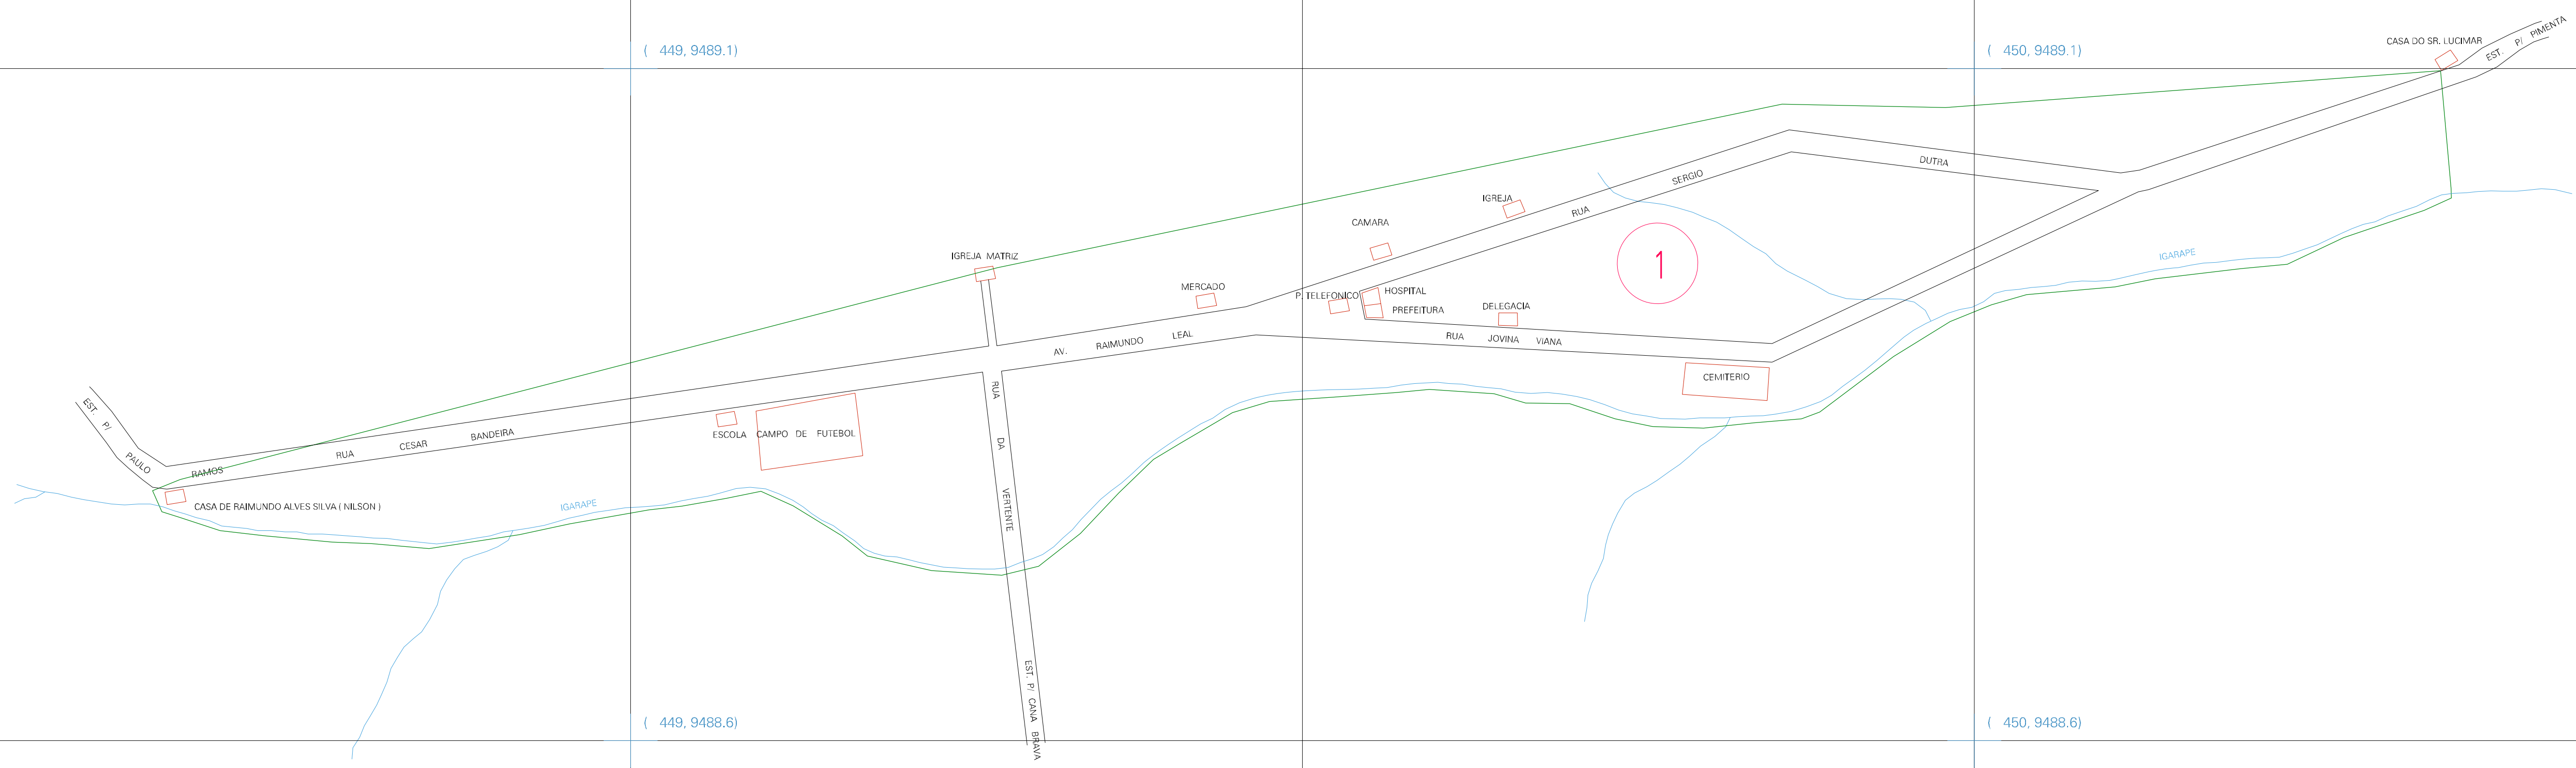 EST. P/ PIMENTA
CASA DO SR. LUCIMAR
( 449, 9489.1)
( 450, 9489.1)
DUTRA
SERGIO
RUA
IGREJA
CAMARA
IGREJA MATRIZ
IGARAPE
1
MERCADO
P. TELEFONICO
HOSPITAL
PREFEITURA
DELEGACIA
RUA JOVINA VIANA
AV. RAIMUNDO LEAL
CEMITERIO
RUA DA VERTENTE
EST. P/ PAULO RAMOS
RUA CESAR BANDEIRA
ESCOLA
CAMPO DE FUTEBOL
CASA DE RAIMUNDO ALVES SILVA ( NILSON )
IGARAPE
EST. P/ CANA BRAVA
( 449, 9488.6)
( 450, 9488.6)